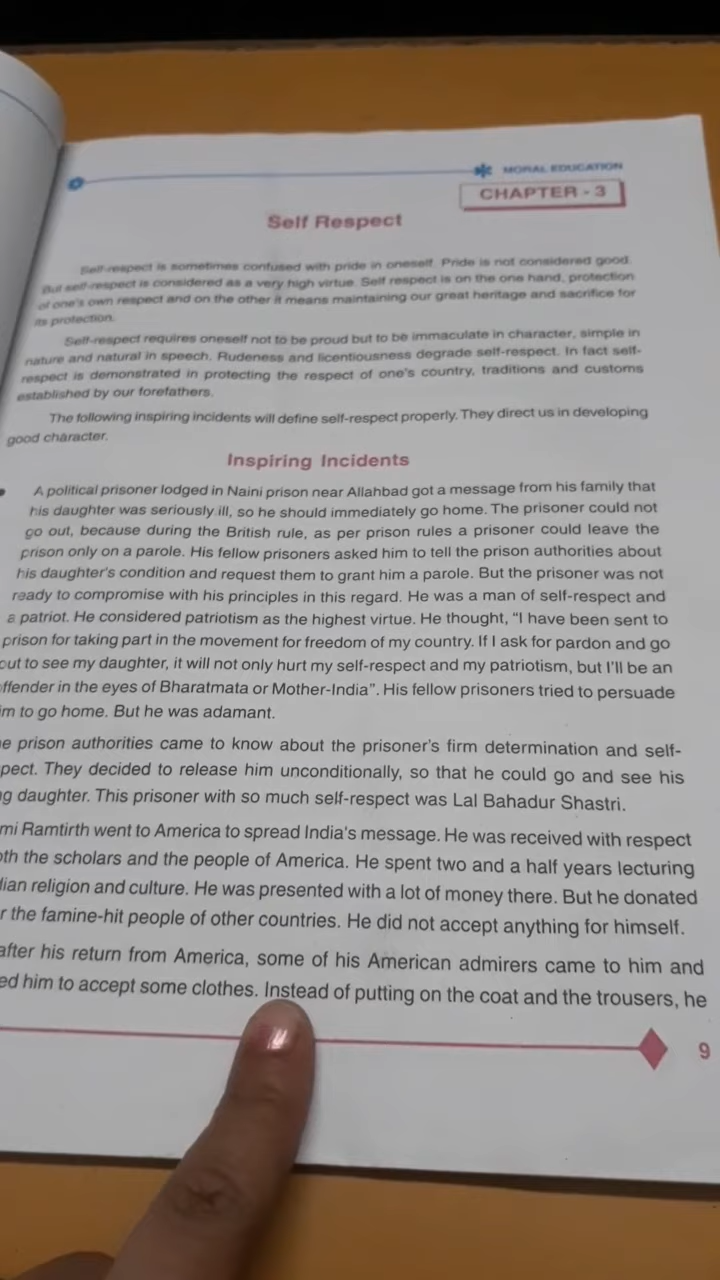 MORAL EDUCATION
CHAPTER - 3
Self Respect
Self-respect is sometimes confused with pride in oneself. Pride is not considered good.
But self-respect is considered as a very high virtue. Self respect is on the one hand, protection
of one's own respect and on the other it means maintaining our great heritage and sacrifice for
its protection.
Self-respect requires oneself not to be proud but to be immaculate in character, simple in
nature and natural in speech. Rudeness and licentiousness degrade self-respect. In fact self-
respect is demonstrated in protecting the respect of one's country, traditions and customs
established by our forefathers.
The following inspiring incidents will define self-respect properly. They direct us in developing
good character.
Inspiring Incidents
A political prisoner lodged in Naini prison near Allahbad got a message from his family that
his daughter was seriously ill, so he should immediately go home. The prisoner could not
go out, because during the British rule, as per prison rules a prisoner could leave the
prison only on a parole. His fellow prisoners asked him to tell the prison authorities about
his daughter's condition and request them to grant him a parole. But the prisoner was not
ready to compromise with his principles in this regard. He was a man of self-respect and
a patriot. He considered patriotism as the highest virtue. He thought, “I have been sent to
prison for taking part in the movement for freedom of my country. If I ask for pardon and go
out to see my daughter, it will not only hurt my self-respect and my patriotism, but I'll be an
ffender in the eyes of Bharatmata or Mother-India”. His fellow prisoners tried to persuade
im to go home. But he was adamant.
e prison authorities came to know about the prisoner's firm determination and self-
pect. They decided to release him unconditionally, so that he could go and see his
g daughter. This prisoner with so much self-respect was Lal Bahadur Shastri.
mi Ramtirth went to America to spread India's message. He was received with respect
oth the scholars and the people of America. He spent two and a half years lecturing
lian religion and culture. He was presented with a lot of money there. But he donated
r the famine-hit people of other countries. He did not accept anything for himself.
after his return from America, some of his American admirers came to him and
ed him to accept some clothes. Instead of putting on the coat and the trousers, he
9